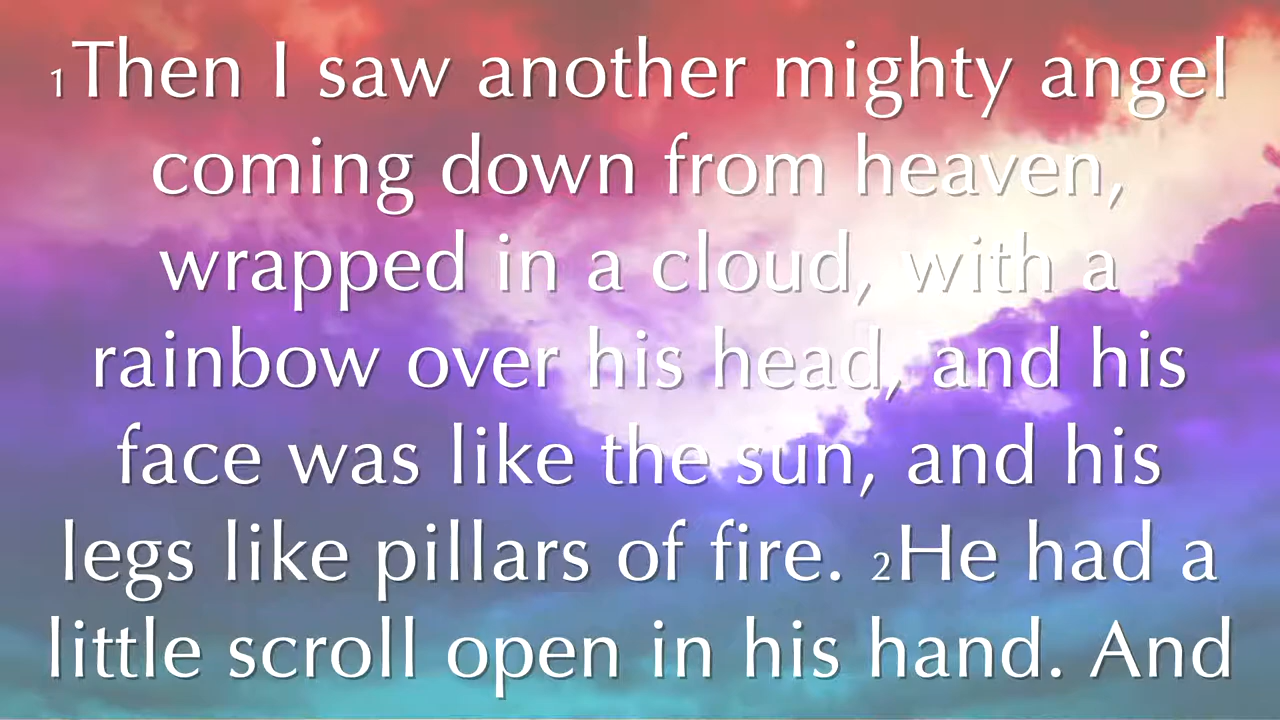 1Then I saw another mighty angel
coming down from heaven,
wrapped in a cloud, with a
rainbow over his head, and his
face was like the sun, and his
legs like pillars of fire. 2He had a
little scroll open in his hand. And